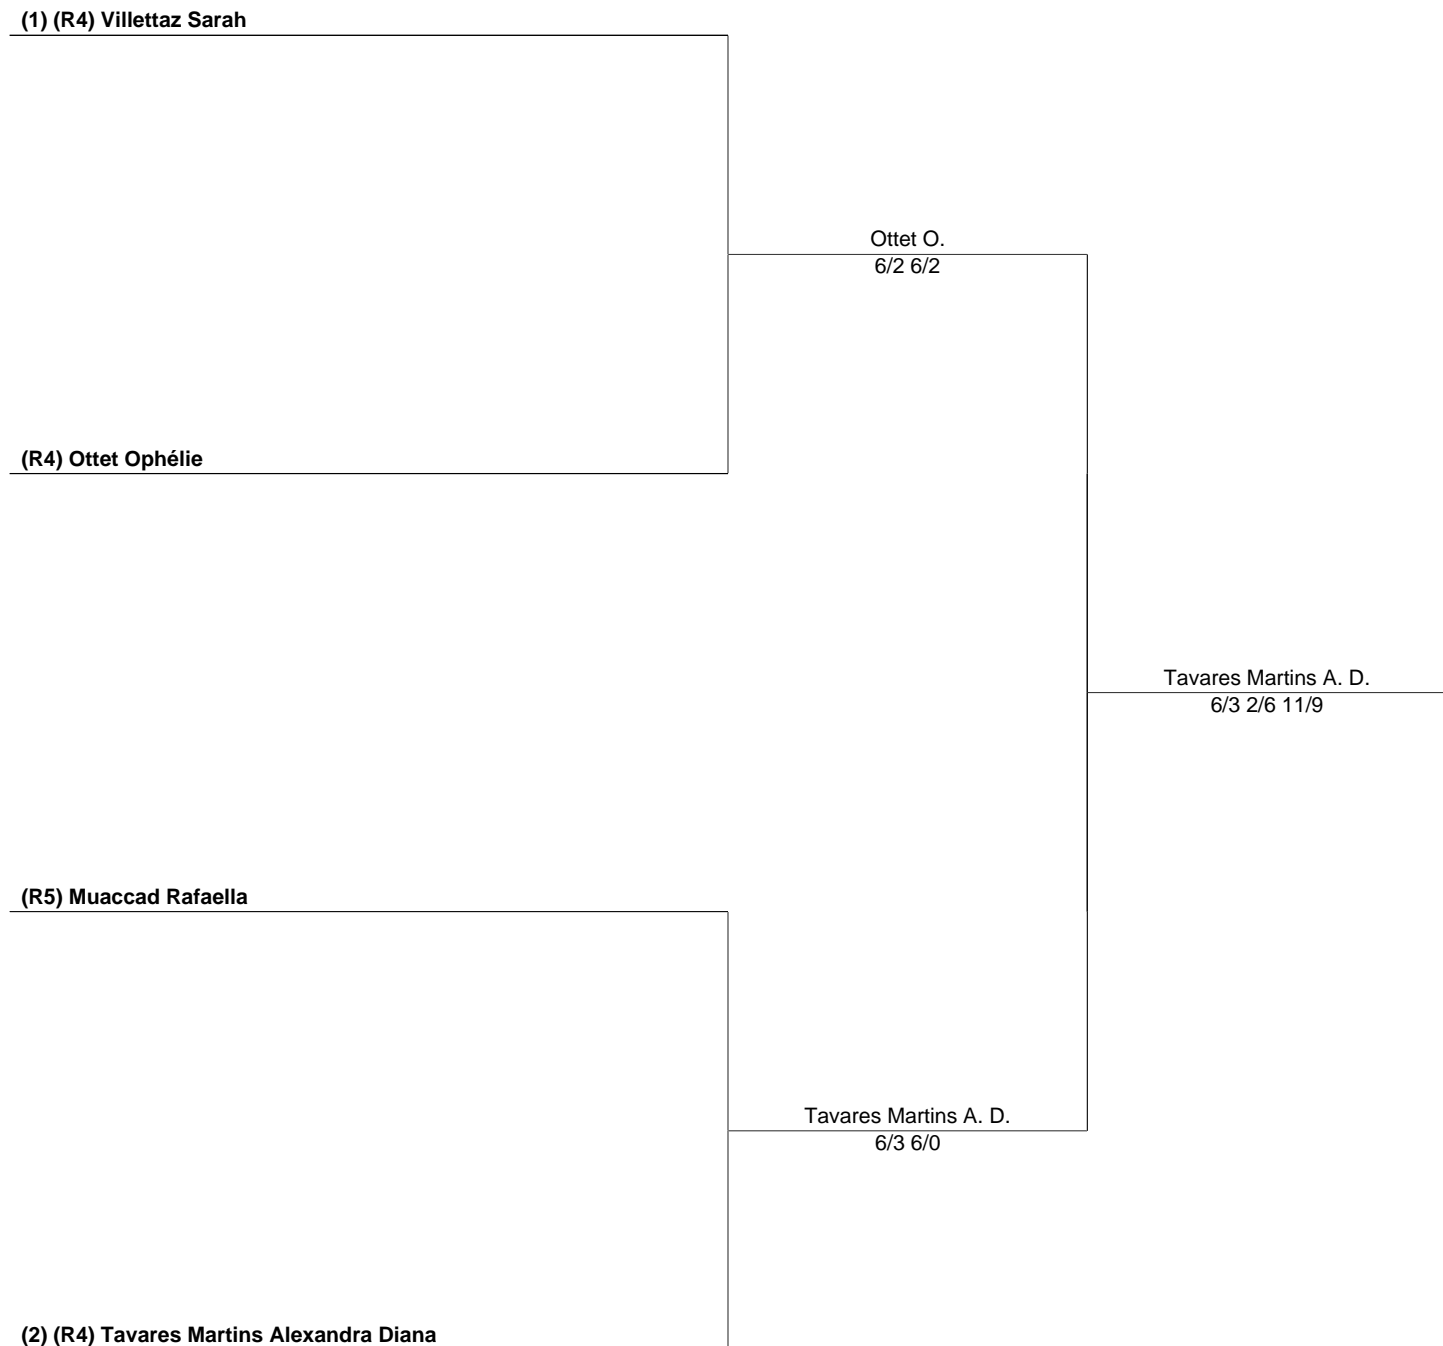 (1) (R4) Villettaz Sarah
Ottet O.
6/2 6/2
(R4) Ottet Ophélie
Tavares Martins A. D.
6/3 2/6 11/9
(R5) Muaccad Rafaella
Tavares Martins A. D.
6/3 6/0
(2) (R4) Tavares Martins Alexandra Diana